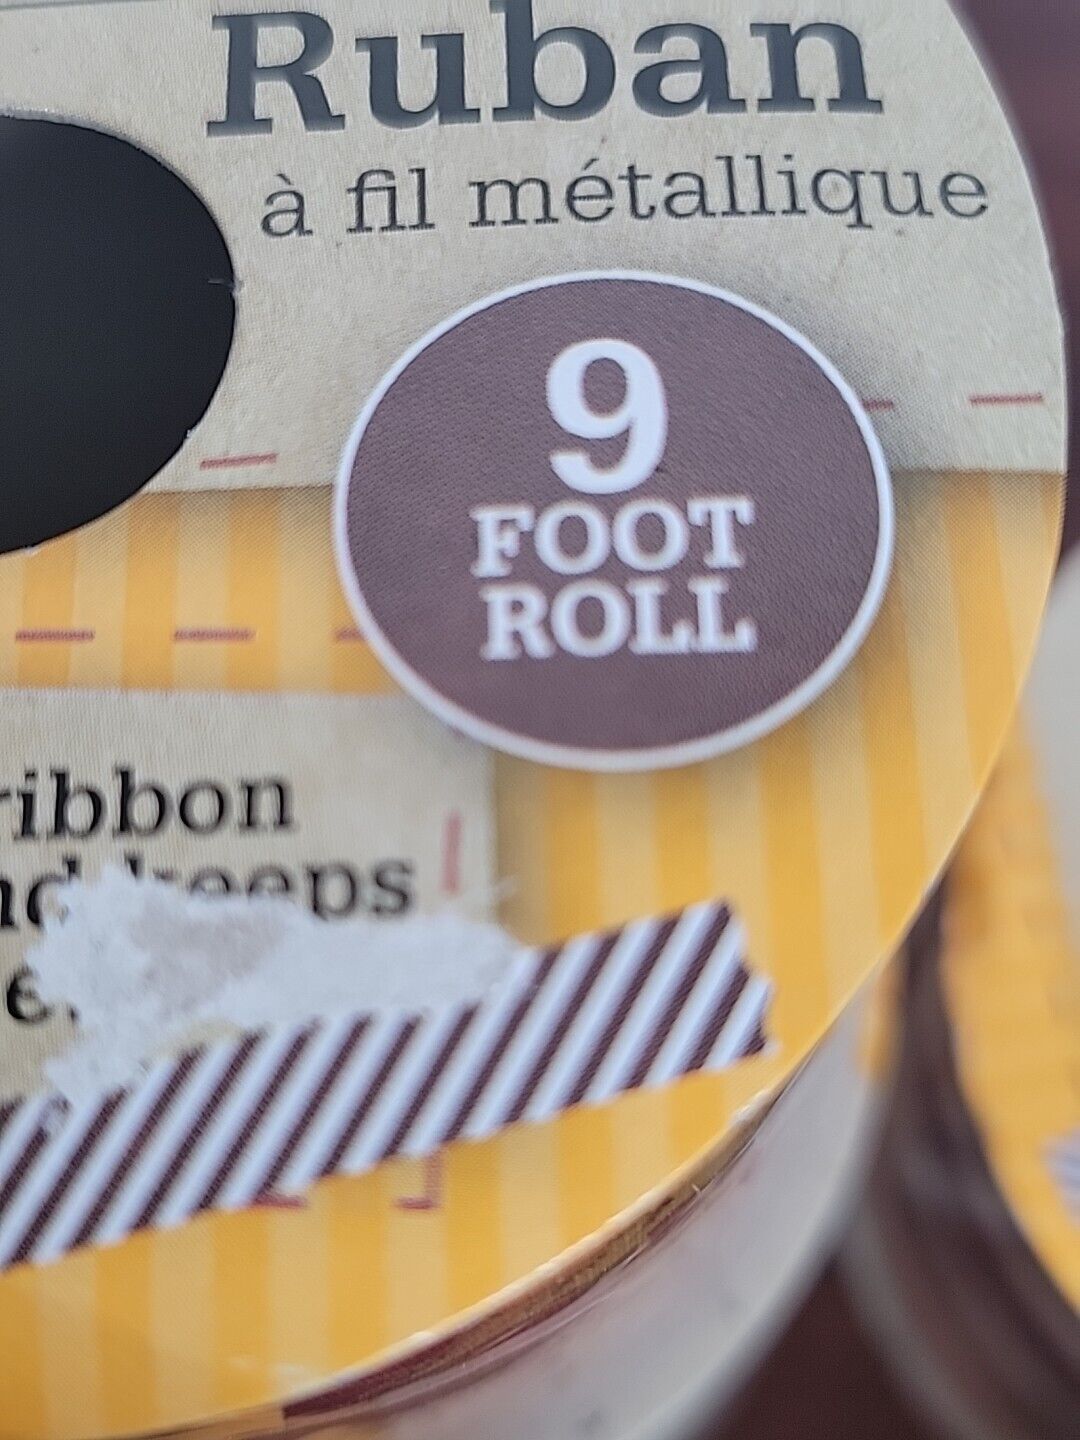 Ruban
à fil métallique
9
FOOT
ROLL
ribbon
keeps